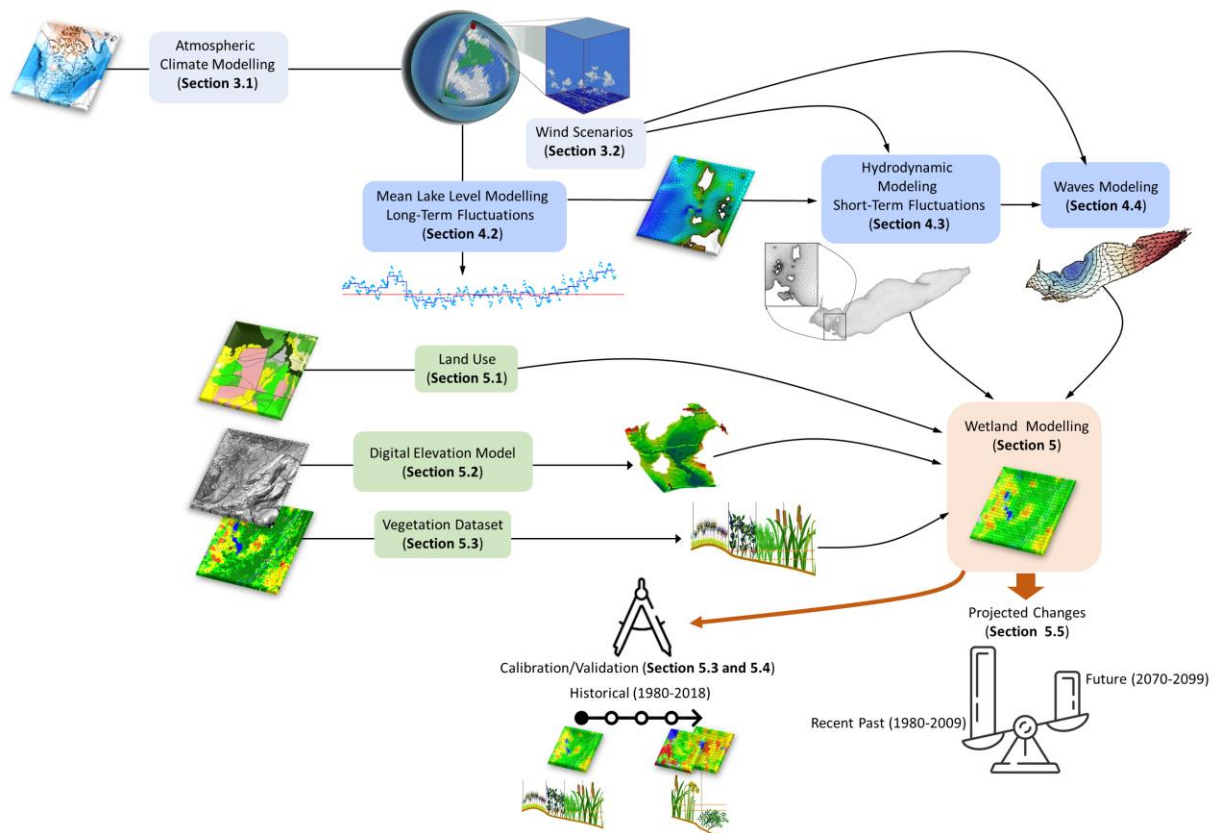 Atmospheric
Climate Modelling
(Section 3.1)
Wind Scenarios
(Section 3.2)
Mean Lake Level Modelling
Long-Term Fluctuations
(Section 4.2)
Hydrodynamic
Modeling
Short-Term Fluctuations
(Section 4.3)
Waves Modeling
(Section 4.4)
Land Use
(Section 5.1)
Digital Elevation Model
(Section 5.2)
Vegetation Dataset
(Section 5.3)
Wetland Modelling
(Section 5)
Projected Changes
(Section 5.5)
Calibration/Validation (Section 5.3 and 5.4)
Historical (1980-2018)
Future (2070-2099)
Recent Past (1980-2009)